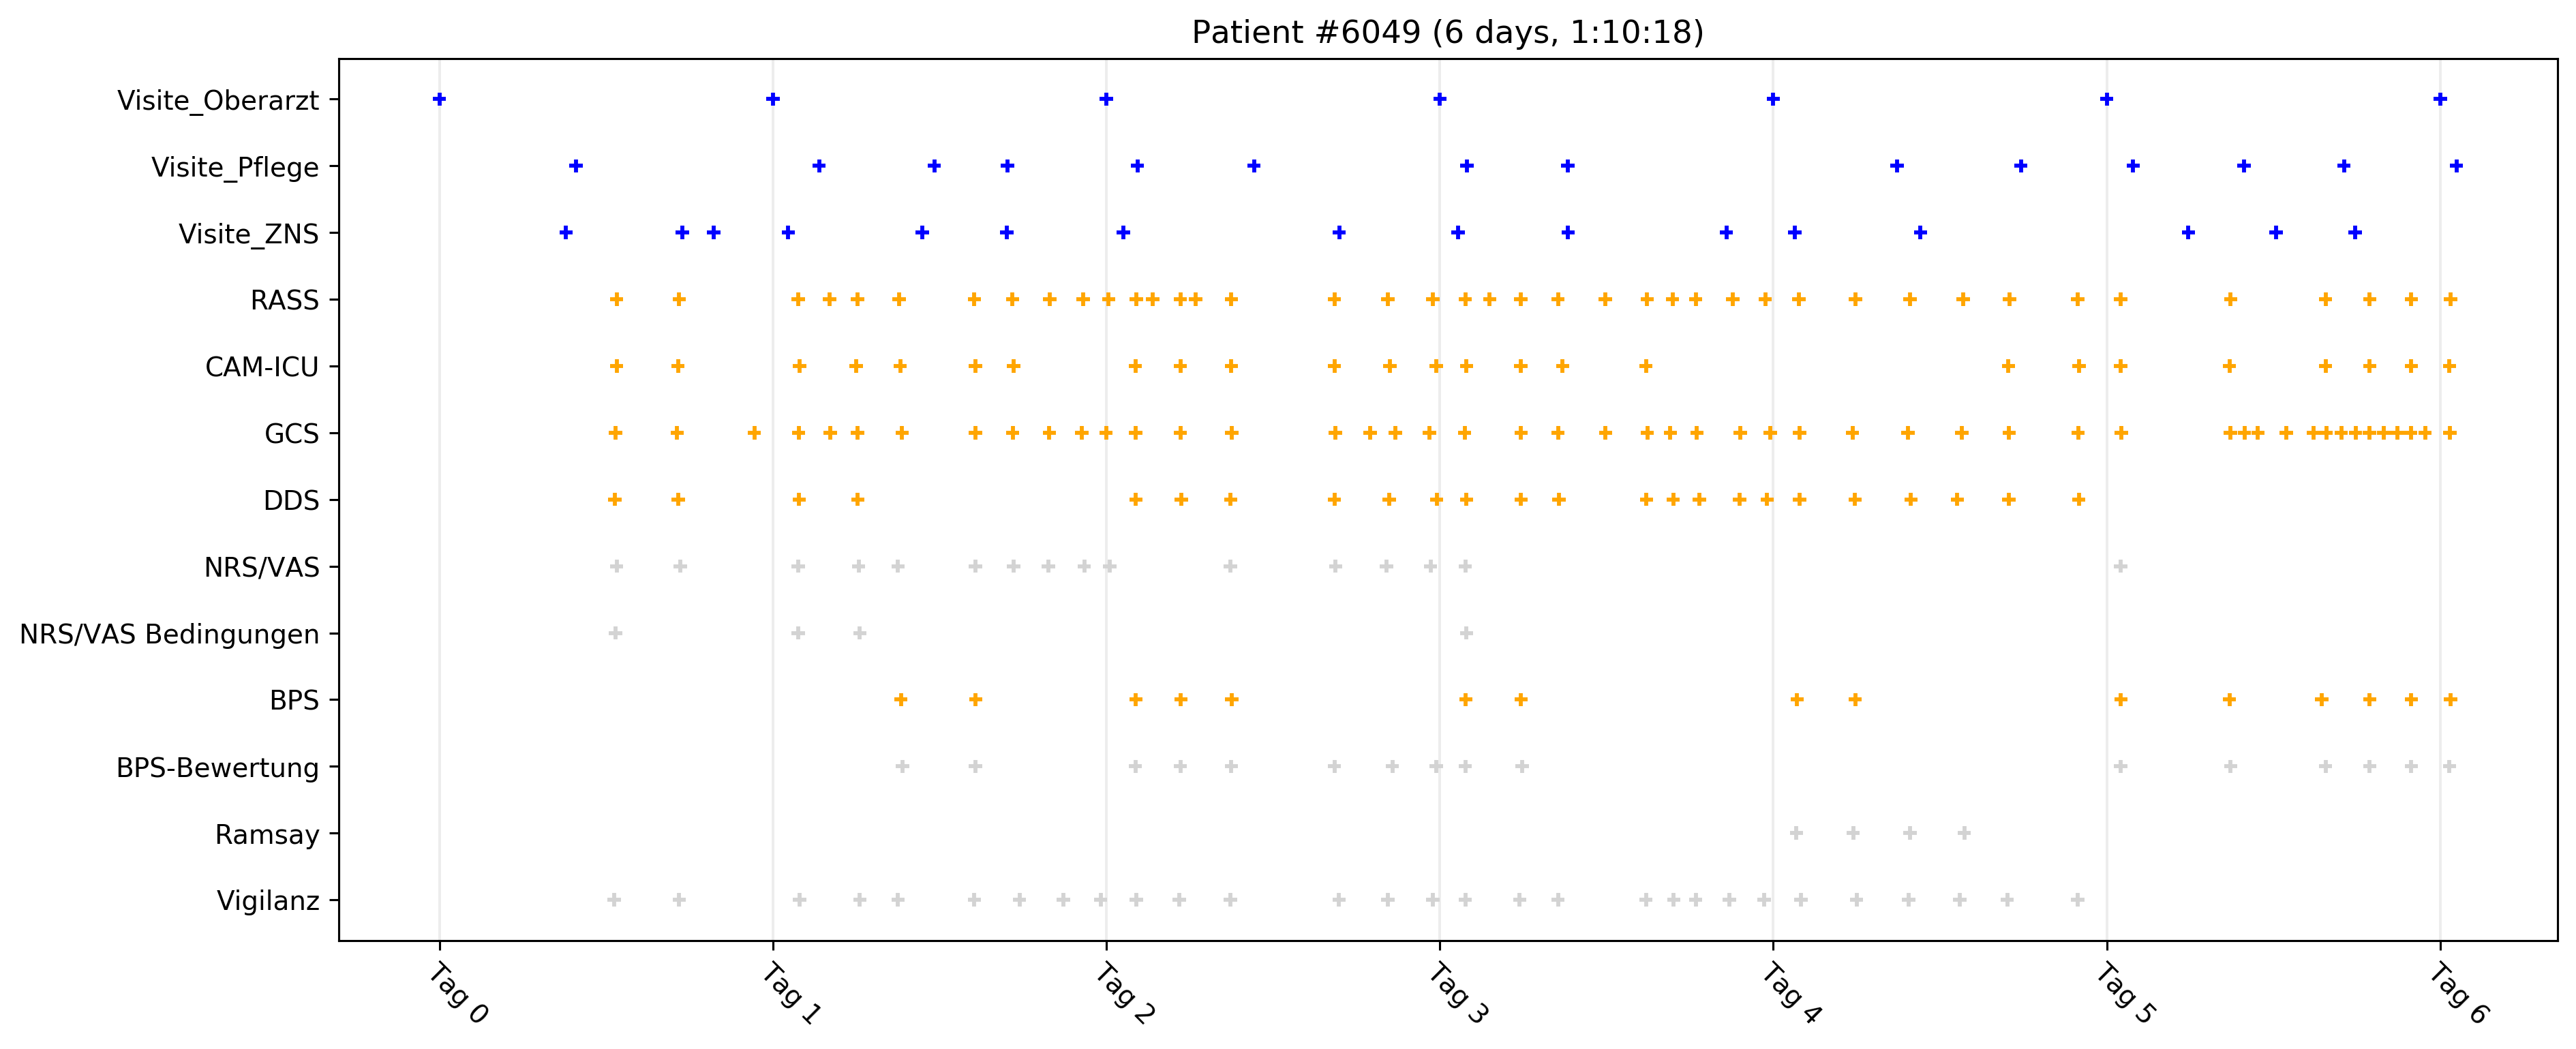 Patient #6049 (6 days, 1:10:18)
Visite_Oberarzt
Visite_Pflege
Visite_ZNS
RASS
CAM-ICU
GCS
DDS
NRS/VAS
NRS/VAS Bedingungen
BPS
BPS-Bewertung
Ramsay
Vigilanz
Tag 0
Tag 1
Tag 2
Tag 3
Tag 4
Tag 5
Tag 6